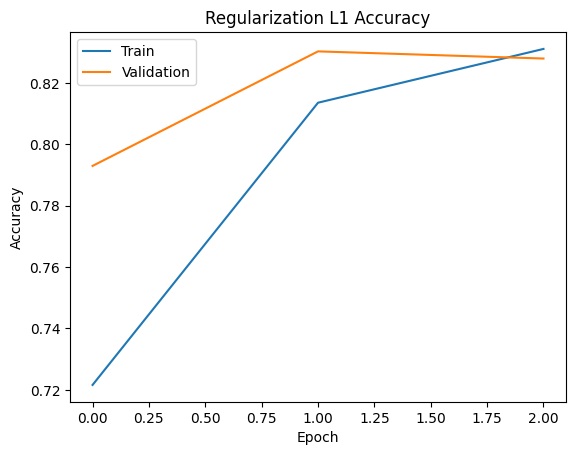 Regularization L1 Accuracy
Train
Validation
Accuracy
0.82
0.80
0.78
0.76
0.74
0.72
0.00 0.25 0.50 0.75 1.00 1.25 1.50 1.75 2.00
Epoch